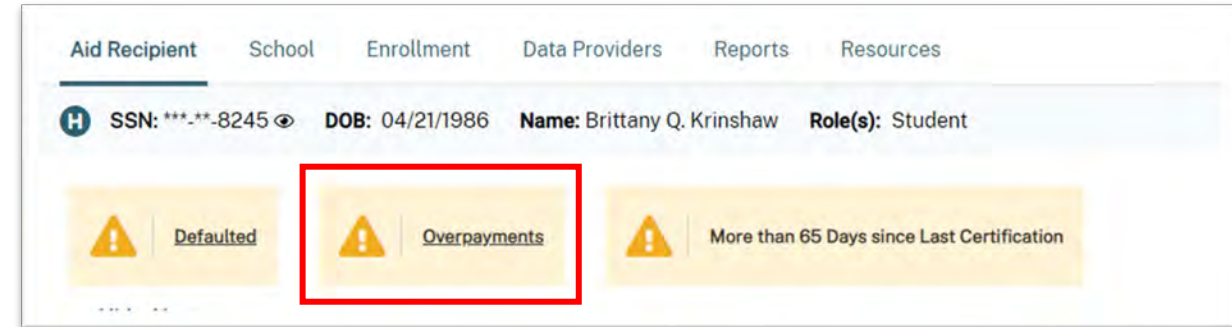 Aid Recipient School Enrollment Data Providers Reports Resources
H SSN: ***-**-8245 DOB: 04/21/1986 Name: Brittany Q. Krinshaw Role(s): Student
Defaulted Overpayments More than 65 Days since Last Certification